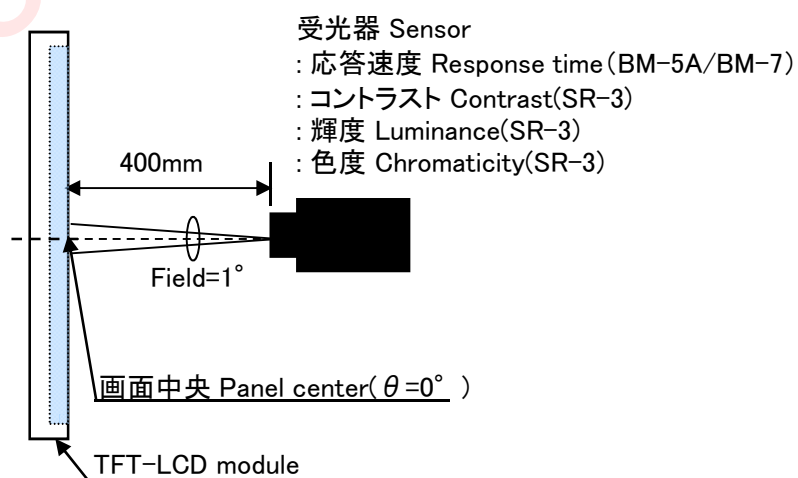 受光器 Sensor
: 応答速度 Response time(BM-5A/BM-7)
: コントラスト Contrast(SR-3)
: 輝度 Luminance(SR-3)
: 色度 Chromaticity(SR-3)
400mm
Field=1°
画面中央 Panel center(θ=0° )
TFT-LCD module